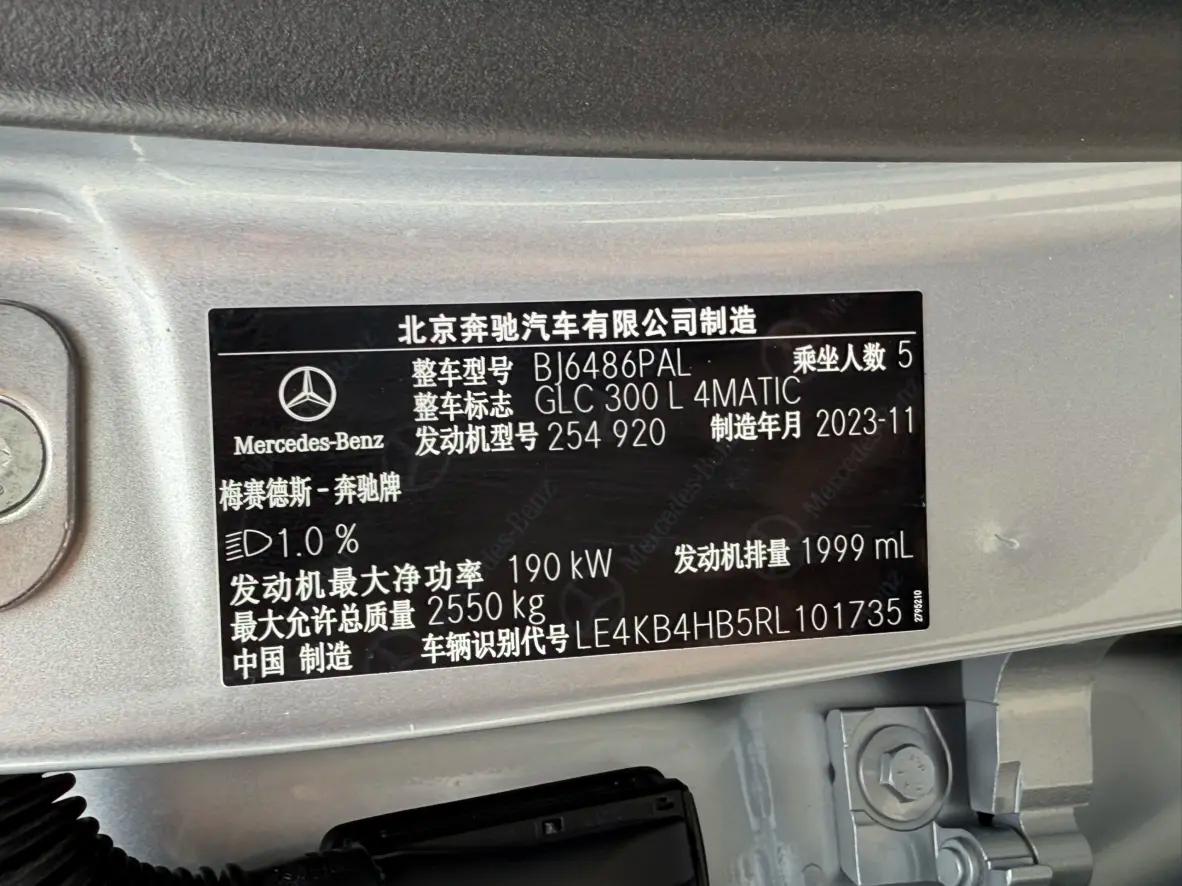 北京奔驰汽车有限公司制造
整车型号 BJ6486PAL 乘坐人数 5
整车标志 GLC 300 L 4MATIC
Mercedes-Benz 发动机型号 254 920 制造年月 2023-11
梅赛德斯-奔驰牌
1.0 %
发动机最大净功率 190 kW 发动机排量 1999 mL
最大允许总质量 2550 kg
中国 制造 车辆识别代号 LE4KB4HB5RL101735
2795210